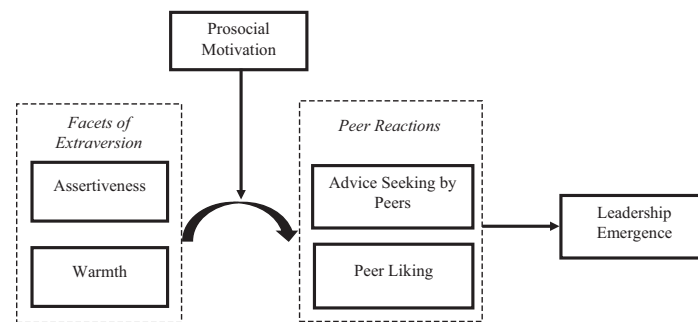 Prosocial
Motivation
Facets of
Extraversion
Assertiveness
Warmth
Peer Reactions
Advice Seeking by
Peers
Peer Liking
Leadership
Emergence